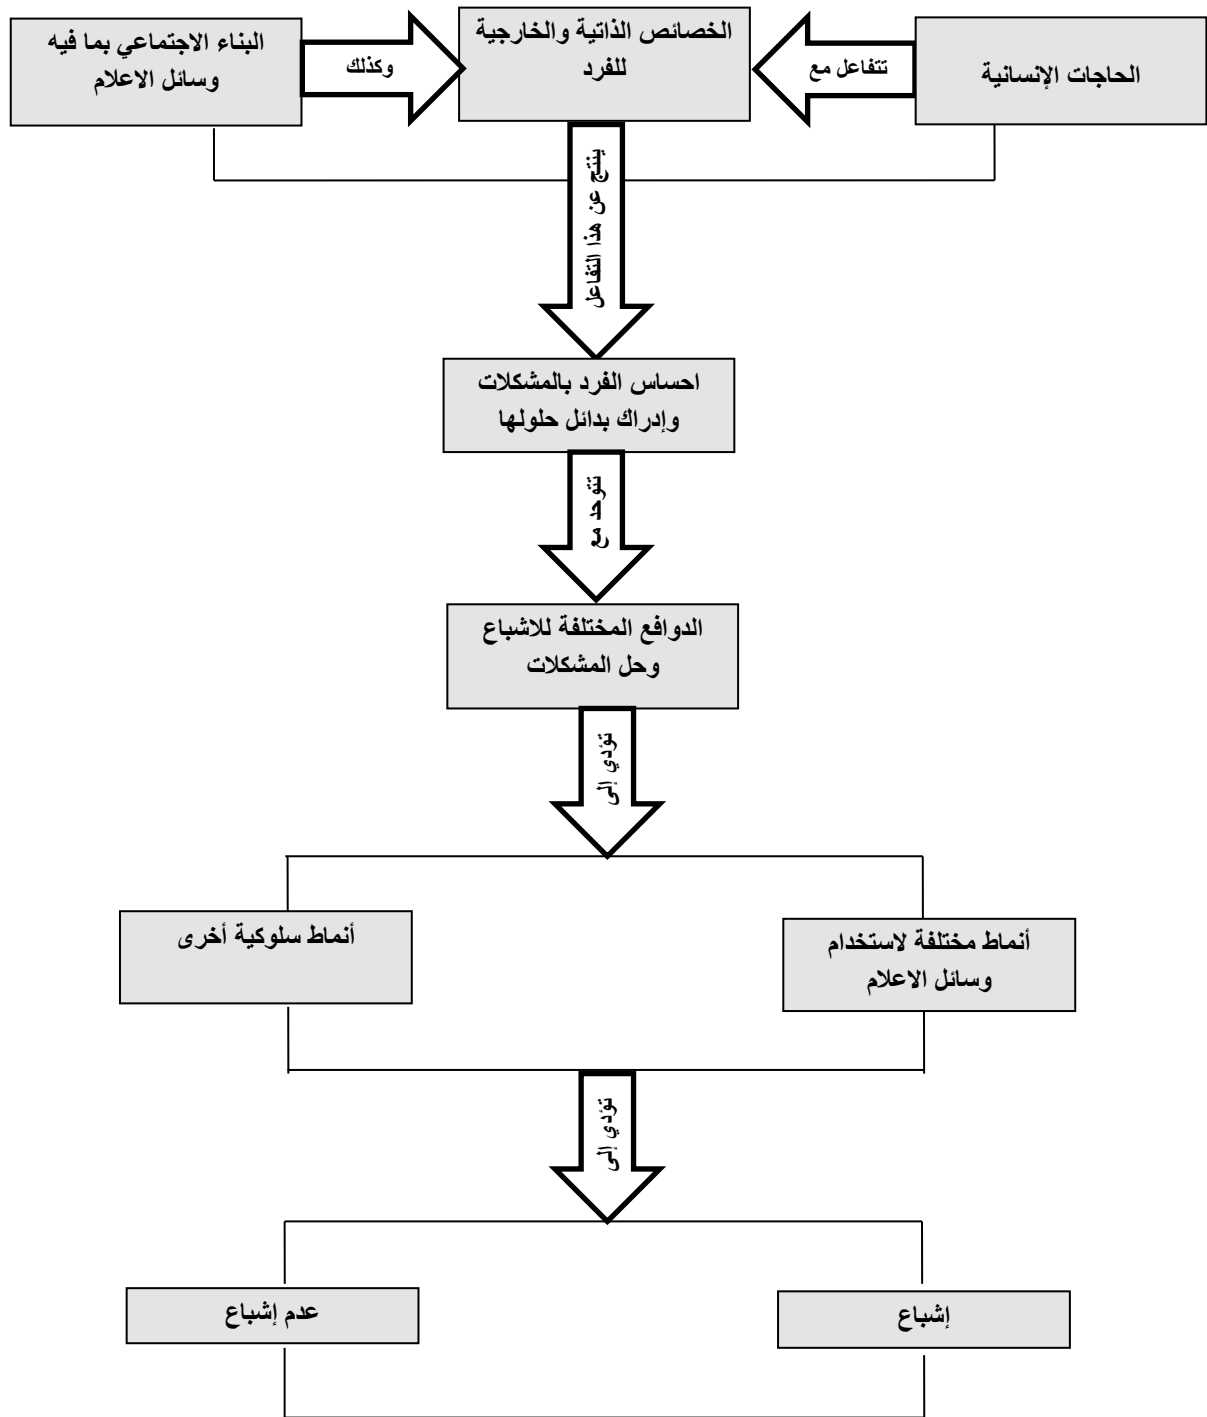 الحاجات الإنسانية
تتفاعل مع
الخصائص الذاتية والخارجية
للفرد
وكذلك
البناء الاجتماعي بما فيه
وسائل الاعلام
ينتج عن هذا التفاعل
احساس الفرد بالمشكلات
وإدراك بدائل حلولها
تتوحد مع
الدوافع المختلفة للاشباع
وحل المشكلات
تؤدي إلى
أنماط مختلفة لاستخدام
وسائل الاعلام
أنماط سلوكية أخرى
تؤدي إلى
إشباع
عدم إشباع